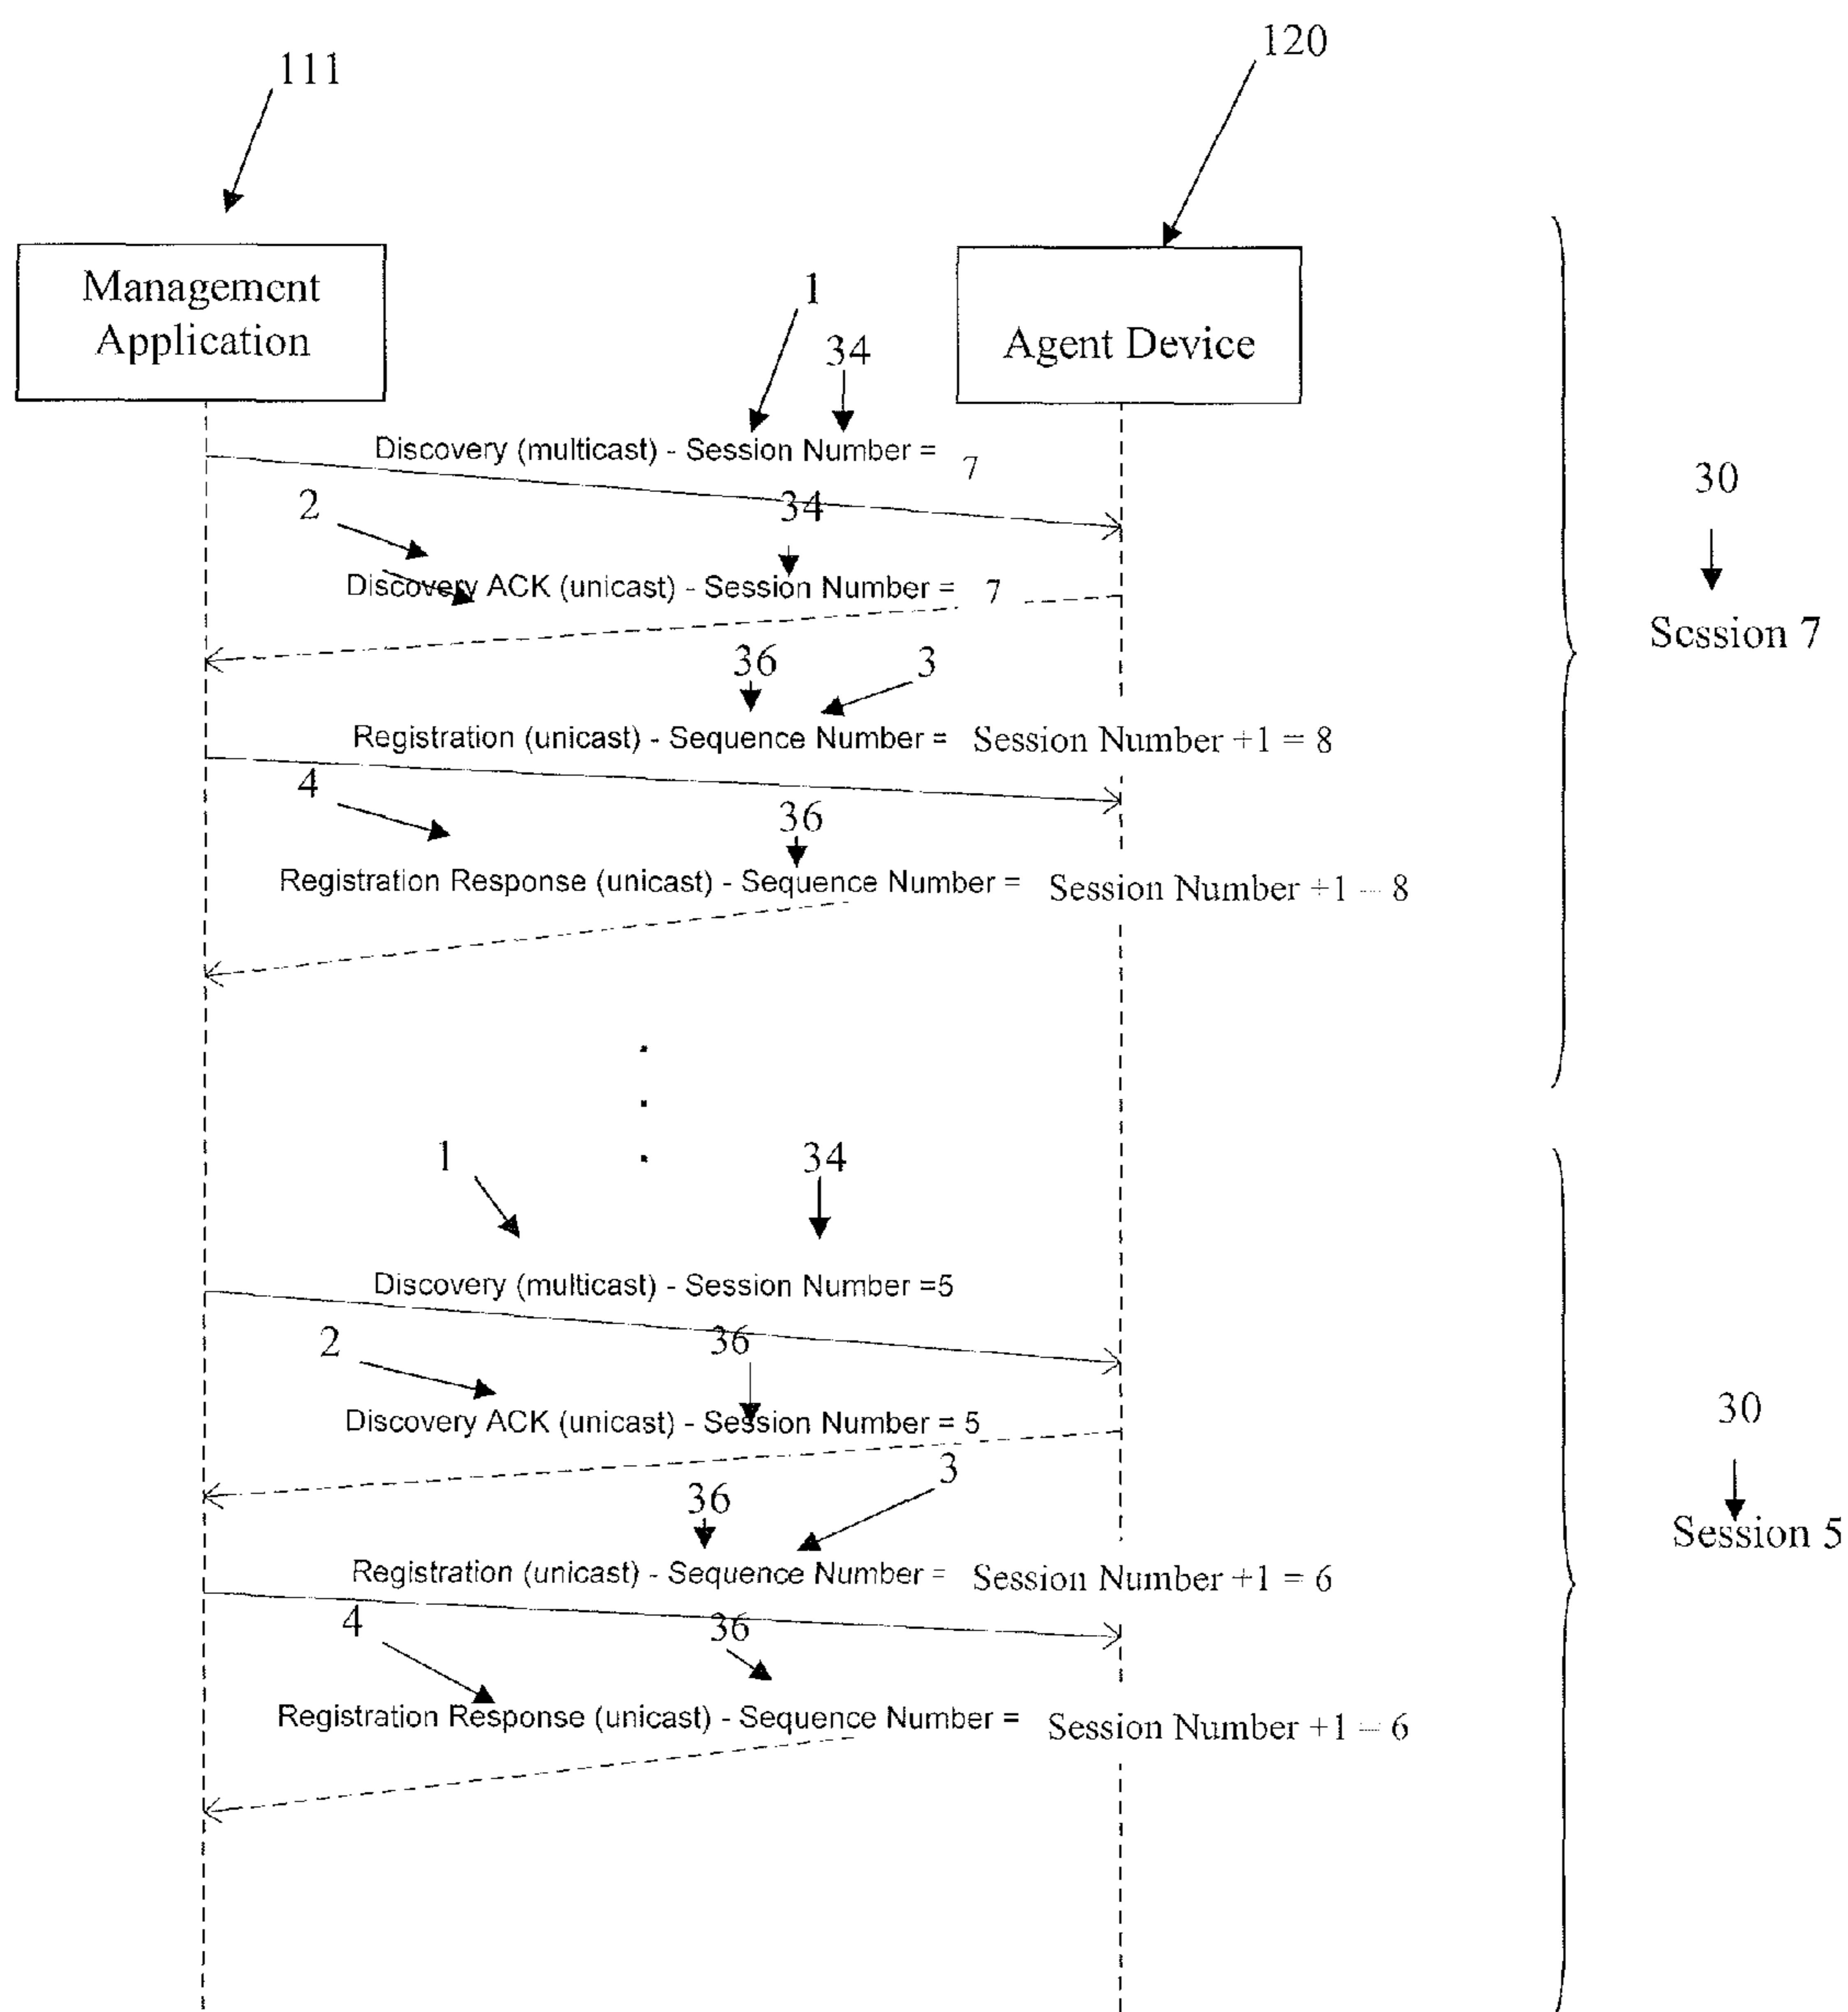 111
120
Management
Application
Agent Device
1
34
Discovery (multicast) - Session Number = 7
34
2
Discovery ACK (unicast) - Session Number = 7
30
Session 7
36
3
Registration (unicast) - Sequence Number = Session Number +1 = 8
4
36
Registration Response (unicast) - Sequence Number = Session Number +1 = 8
.
.
.
1
34
Discovery (multicast) - Session Number =5
36
2
Discovery ACK (unicast) - Session Number = 5
30
Session 5
3
36
Registration (unicast) - Sequence Number = Session Number +1 = 6
4
36
Registration Response (unicast) - Sequence Number = Session Number +1 = 6